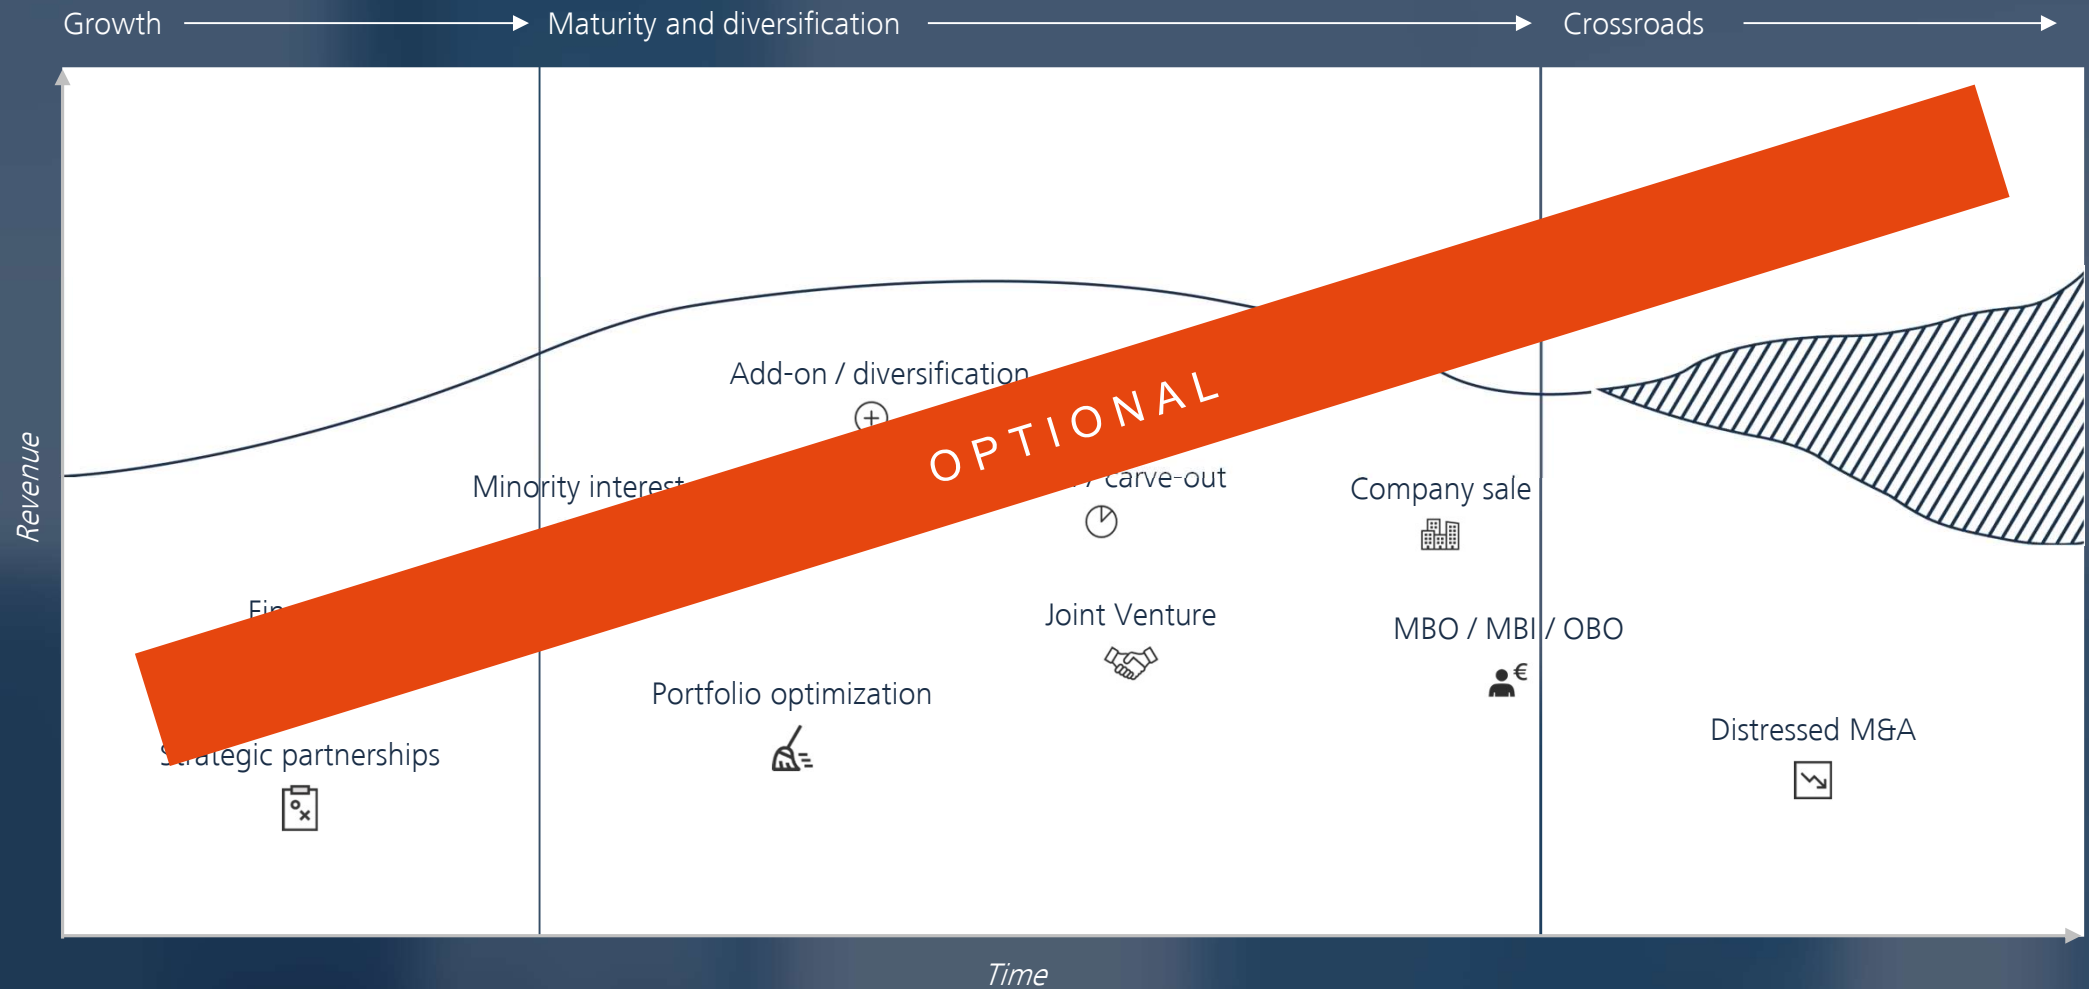 Growth
Maturity and diversification
Crossroads
Revenue
Add-on / diversification
OPTIONAL
Minority interest
/ carve-out
Company sale
Joint Venture
MBO / MBI / OBO
Portfolio optimization
Strategic partnerships
Distressed M&A
€
Time